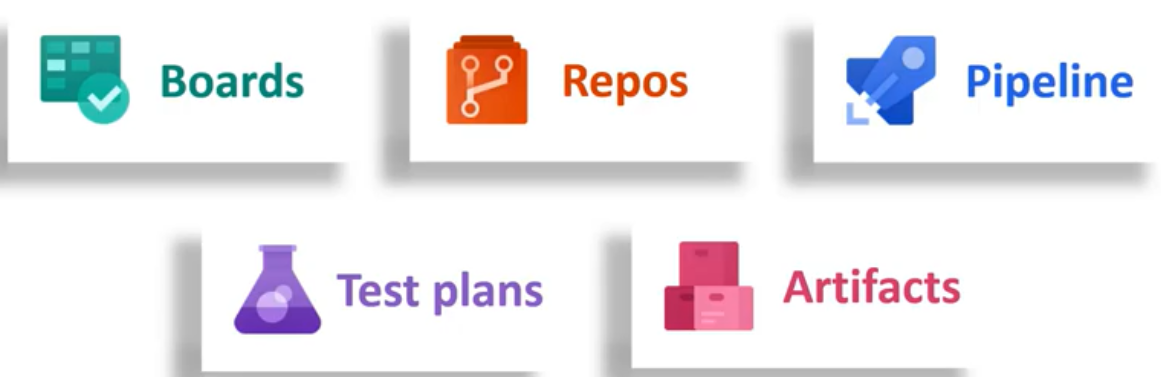 Boards
Repos
Pipeline
Test plans
Artifacts